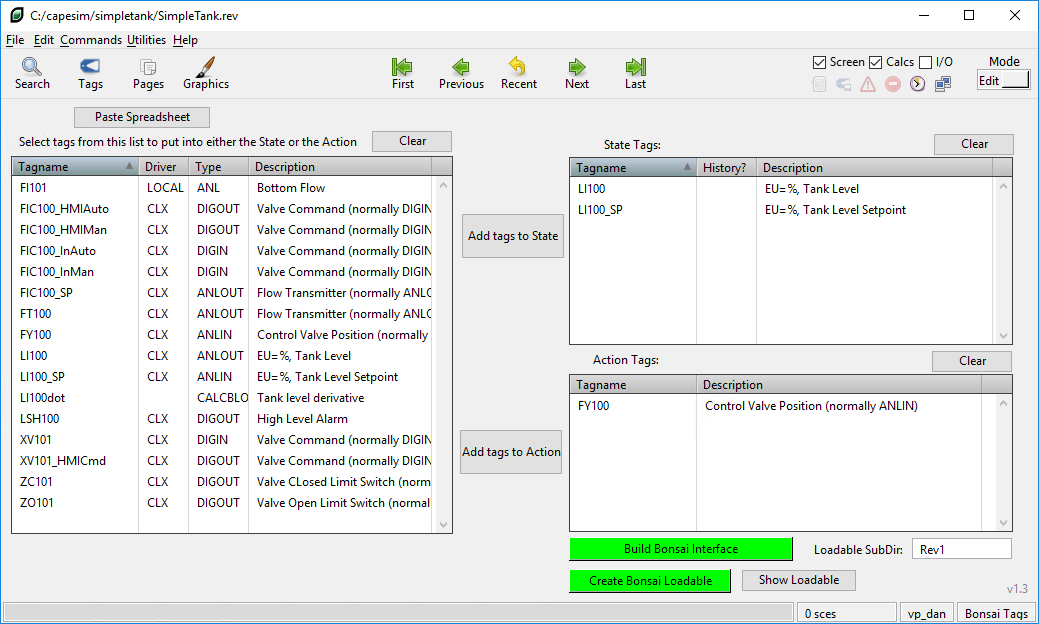 C:/capesim/simpletank/SimpleTank.rev
File Edit Commands Utilities Help
Search Tags Pages Graphics First Previous Recent Next Last
Screen Calcs I/O Mode
Edit
Paste Spreadsheet
Select tags from this list to put into either the State or the Action Clear
Tagname Driver Type Description
FI101 LOCAL ANL Bottom Flow
FIC100_HMIAuto CLX DIGOUT Valve Command (normally DIGIN
FIC100_HMIMan CLX DIGOUT Valve Command (normally DIGIN
FIC100_InAuto CLX DIGIN Valve Command (normally DIGIN
FIC100_InMan CLX DIGIN Valve Command (normally DIGIN
FIC100_SP CLX ANLOUT Flow Transmitter (normally ANLO
FT100 CLX ANLOUT Flow Transmitter (normally ANLO
FY100 CLX ANLIN Control Valve Position (normally
LI100 CLX ANLOUT EU=%, Tank Level
LI100_SP CLX ANLIN EU=%, Tank Level Setpoint
LI100dot CALCBLO Tank level derivative
LSH100 CLX DIGOUT High Level Alarm
XV101 CLX DIGIN Valve Command (normally DIGIN
XV101_HMICmd CLX DIGOUT Valve Command (normally DIGIN
ZC101 CLX DIGOUT Valve CLosed Limit Switch (norm
ZO101 CLX DIGOUT Valve Open Limit Switch (normal
Add tags to State
Add tags to Action
State Tags: Clear
Tagname History? Description
LI100 EU=%, Tank Level
LI100_SP EU=%, Tank Level Setpoint
Action Tags: Clear
Tagname Description
FY100 Control Valve Position (normally ANLIN)
Build Bonsai Interface Loadable SubDir: Rev1
Create Bonsai Loadable Show Loadable
v1.3
0 sces vp_dan Bonsai Tags